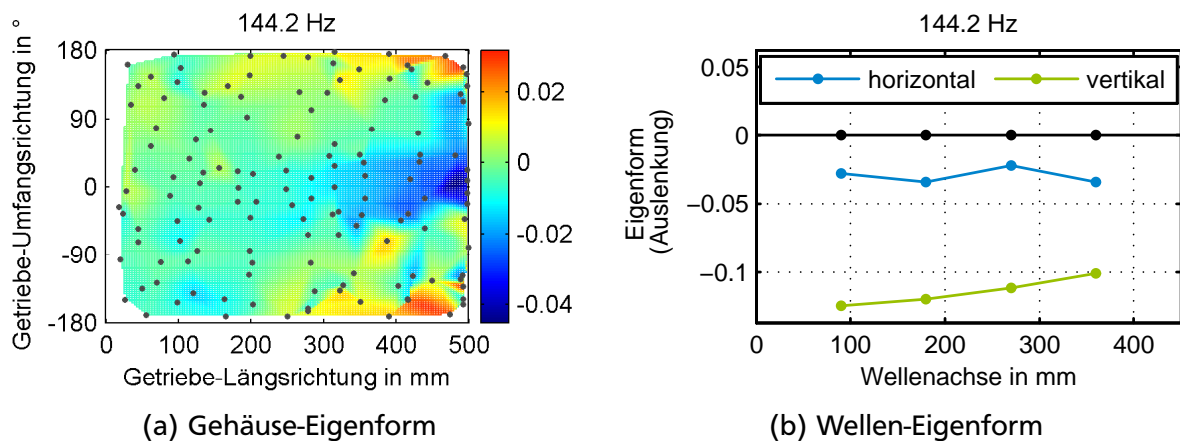 144.2 Hz
Getriebe-Umfangsrichtung in °
180
90
0
-90
-180
0 100 200 300 400 500
Getriebe-Längsrichtung in mm
0.02
0
-0.02
-0.04
(a) Gehäuse-Eigenform
144.2 Hz
Eigenform
(Auslenkung)
0.05
0
−0.05
−0.1
horizontal vertikal
0 100 200 300 400
Wellenachse in mm
(b) Wellen-Eigenform